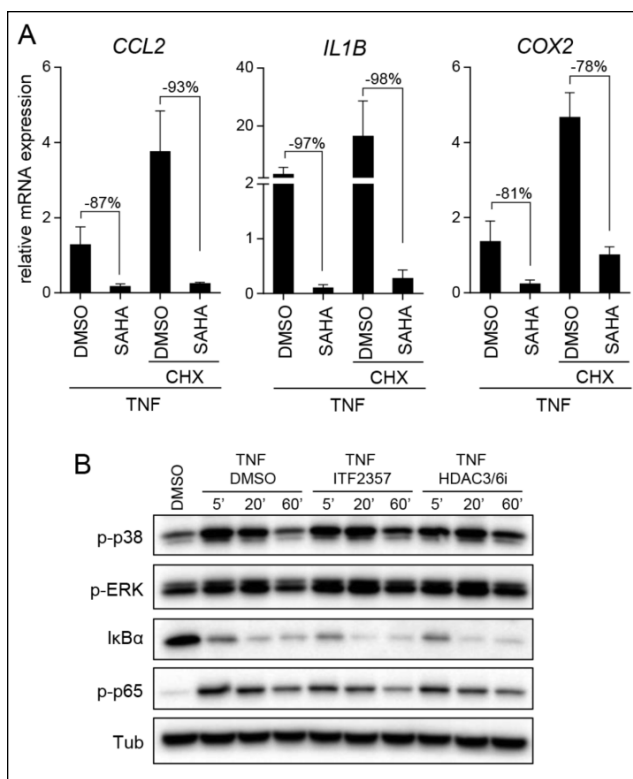 A
CCL2 IL1B COX2
relative mRNA expression
6 4 2 0
-87% -93%
40 20 2 1 0
-97% -98%
6 4 2 0
-81% -78%
DMSO SAHA DMSO SAHA DMSO SAHA DMSO SAHA DMSO SAHA DMSO SAHA
CHX CHX CHX
TNF TNF TNF
B
TNF TNF TNF
DMSO DMSO ITF2357 HDAC3/6i
5' 20' 60' 5' 20' 60' 5' 20' 60'
p-p38
p-ERK
IκBα
p-p65
Tub